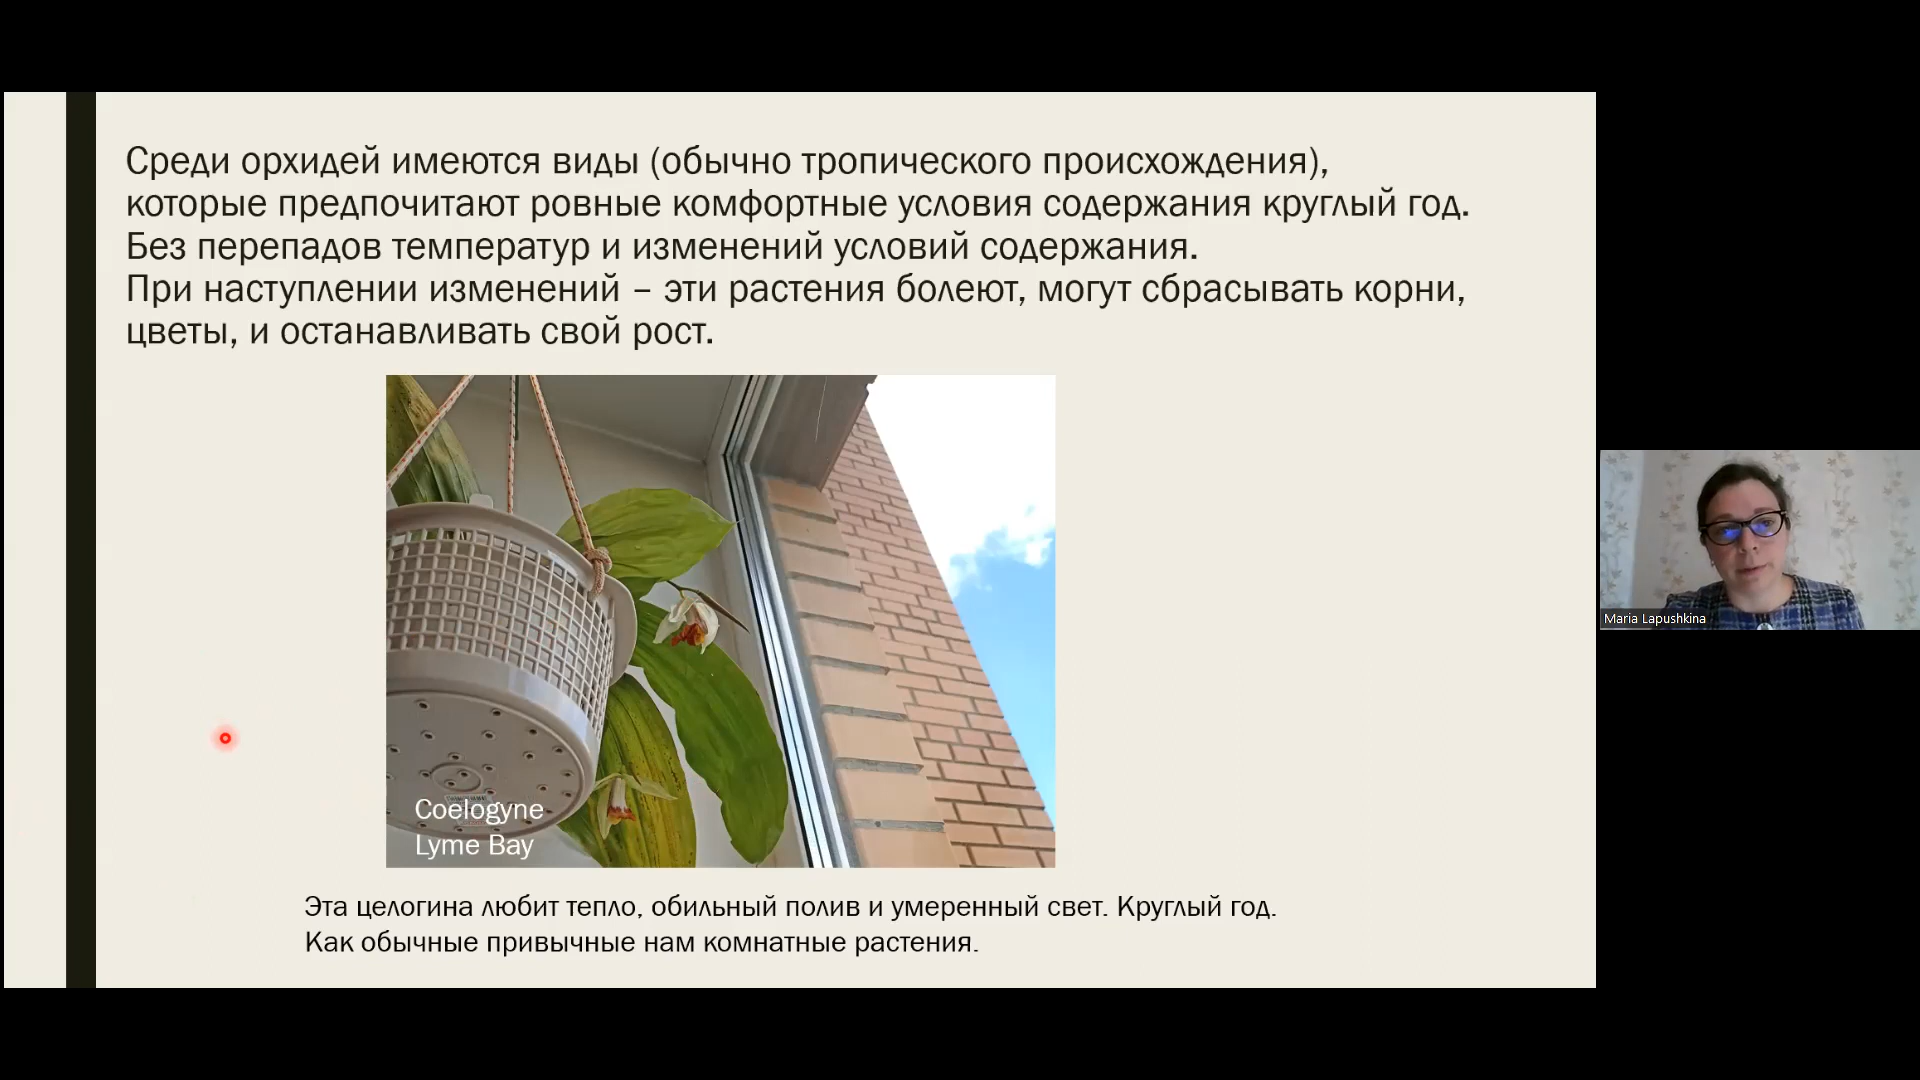 Среди орхидей имеются виды (обычно тропического происхождения),
которые предпочитают ровные комфортные условия содержания круглый год.
Без перепадов температур и изменений условий содержания.
При наступлении изменений – эти растения болеют, могут сбрасывать корни,
цветы, и останавливать свой рост.
Coelogyne
Lyme Bay
Эта целогина любит тепло, обильный полив и умеренный свет. Круглый год.
Как обычные привычные нам комнатные растения.
Maria Lapushkina